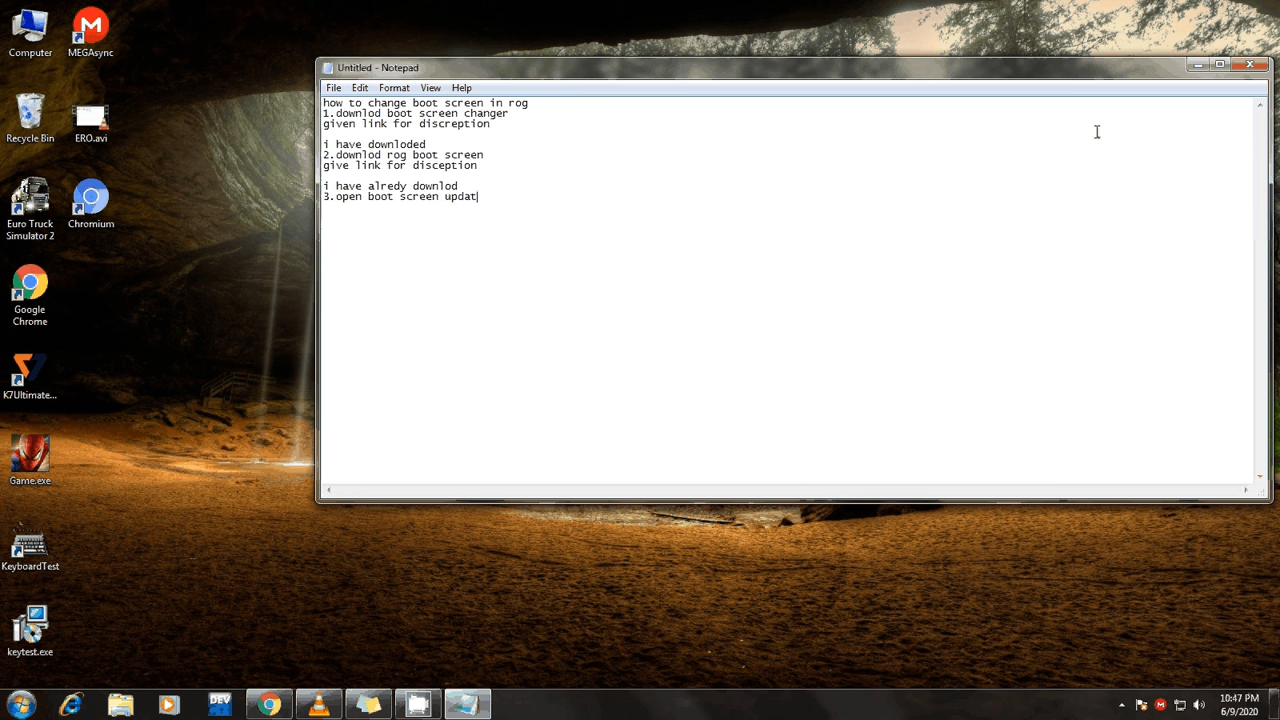 Computer
MEGAsync
Recycle Bin
ERO.avi
Euro Truck
Simulator 2
Chromium
Google
Chrome
K7Ultimate...
Game.exe
KeyboardTest
keytest.exe
Untitled - Notepad
File Edit Format View Help
how to change boot screen in rog
1.downlod boot screen changer
given link for discreption
i have downloded
2.downlod rog boot screen
give link for disception
i have alredy downlod
3.open boot screen updat
DEV
10:47 PM
6/9/2020